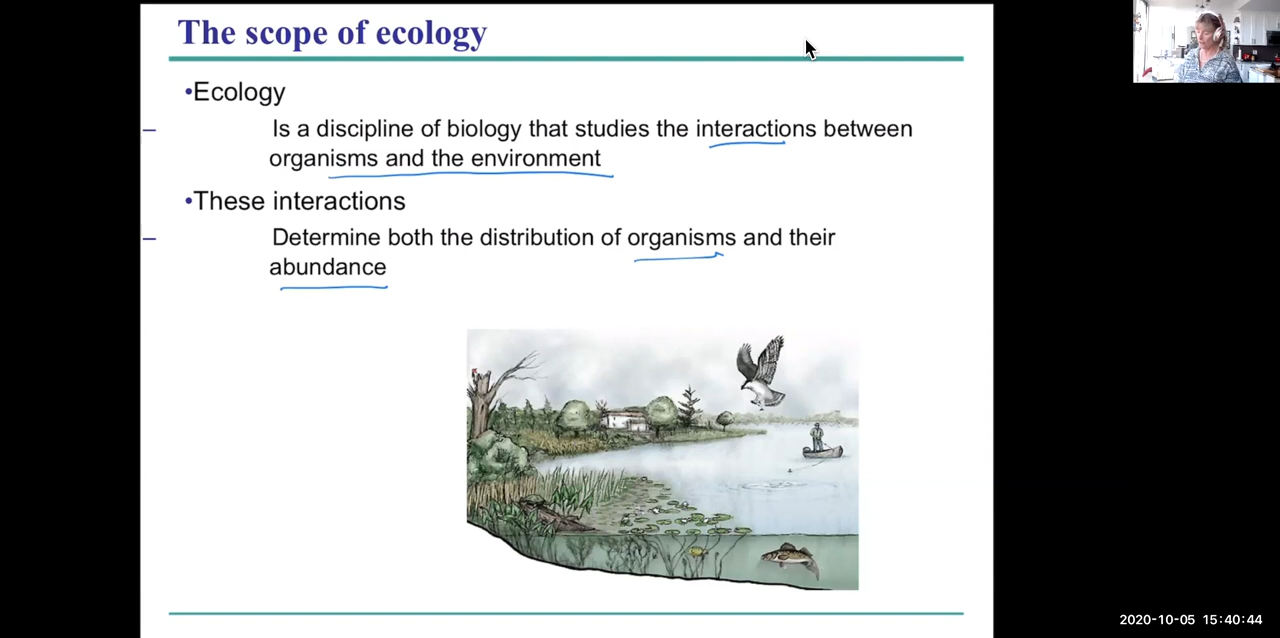 The scope of ecology
•Ecology
– Is a discipline of biology that studies the interactions between
organisms and the environment
•These interactions
– Determine both the distribution of organisms and their
abundance
2020-10-05 15:40:44